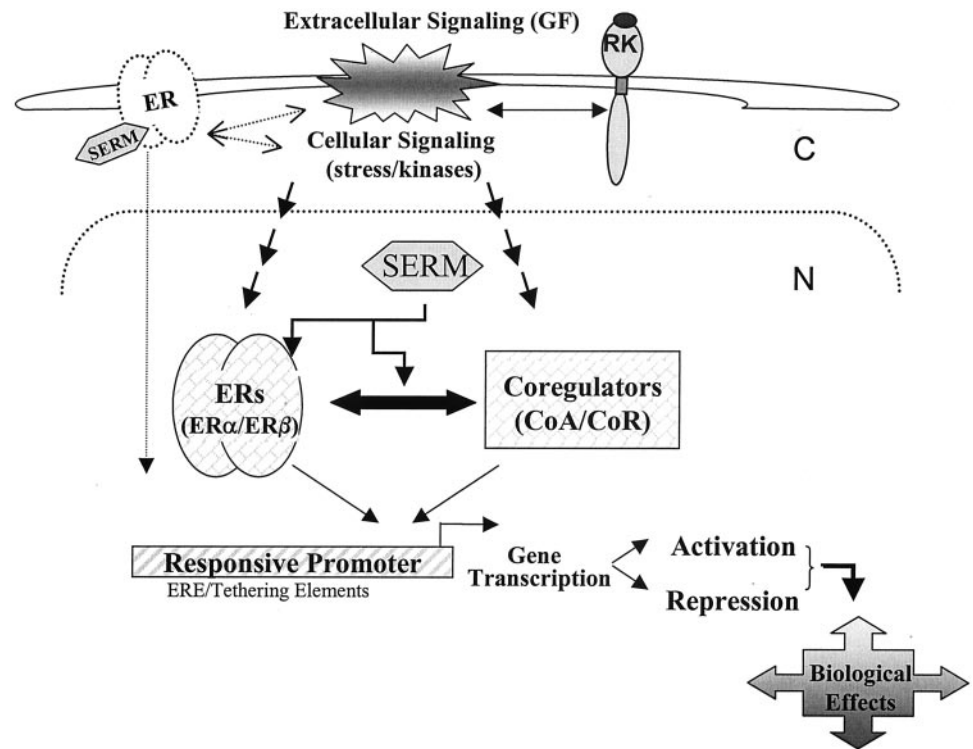 Extracellular Signaling (GF)
RK
ER
SERM
Cellular Signaling
(stress/kinases)
C
SERM
N
ERs
(ERα/ERβ)
Coregulators
(CoA/CoR)
Responsive Promoter
ERE/Tethering Elements
Gene
Transcription
Activation
Repression
Biological
Effects